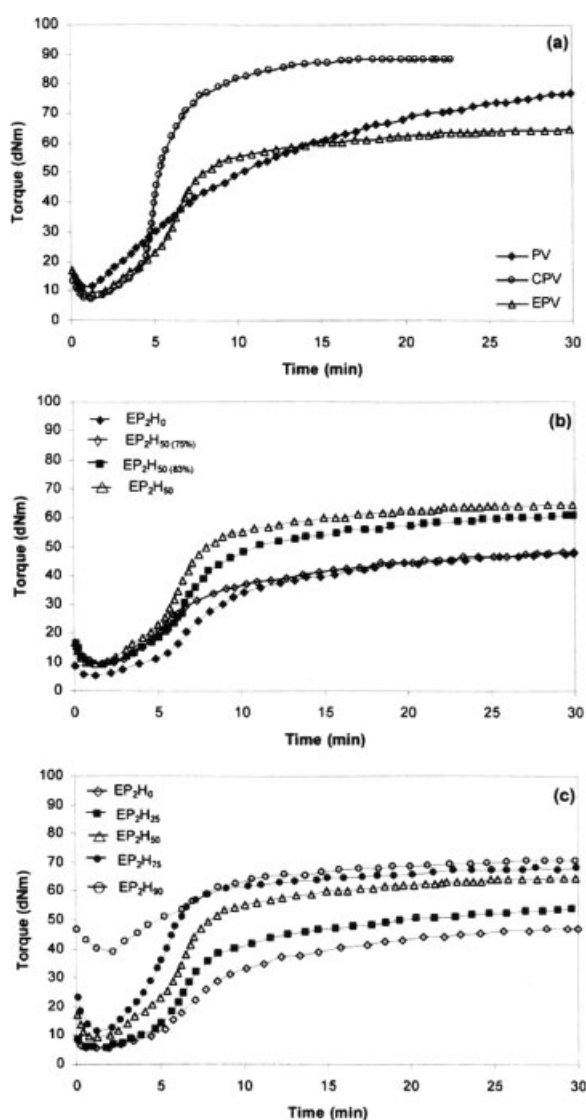 100
(a)
90
80
70
60
50
40
30
20
10
0
Torque (dNm)
PV
CPV
EPV
0 5 10 15 20 25 30
Time (min)
100
(b)
90
80
70
60
50
40
30
20
10
0
Torque (dNm)
EP₂H₀
EP₂H₅₀ (75%)
EP₂H₅₀ (83%)
EP₂H₅₀
0 5 10 15 20 25 30
Time (min)
100
(c)
90
80
70
60
50
40
30
20
10
0
Torque (dNm)
EP₂H₀
EP₂H₂₅
EP₂H₅₀
EP₂H₇₅
EP₂H₉₀
0 5 10 15 20 25 30
Time (min)